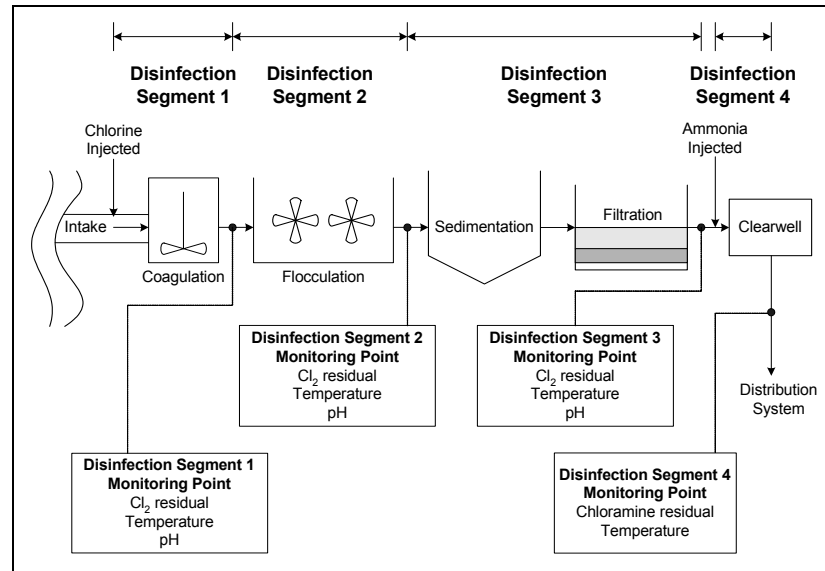 Disinfection
Segment 1
Disinfection
Segment 2
Disinfection
Segment 3
Disinfection
Segment 4
Chlorine
Injected
Ammonia
Injected
Intake
Coagulation
Flocculation
Sedimentation
Filtration
Clearwell
Disinfection Segment 2
Monitoring Point
Cl₂ residual
Temperature
pH
Disinfection Segment 3
Monitoring Point
Cl₂ residual
Temperature
pH
Distribution
System
Disinfection Segment 1
Monitoring Point
Cl₂ residual
Temperature
pH
Disinfection Segment 4
Monitoring Point
Chloramine residual
Temperature